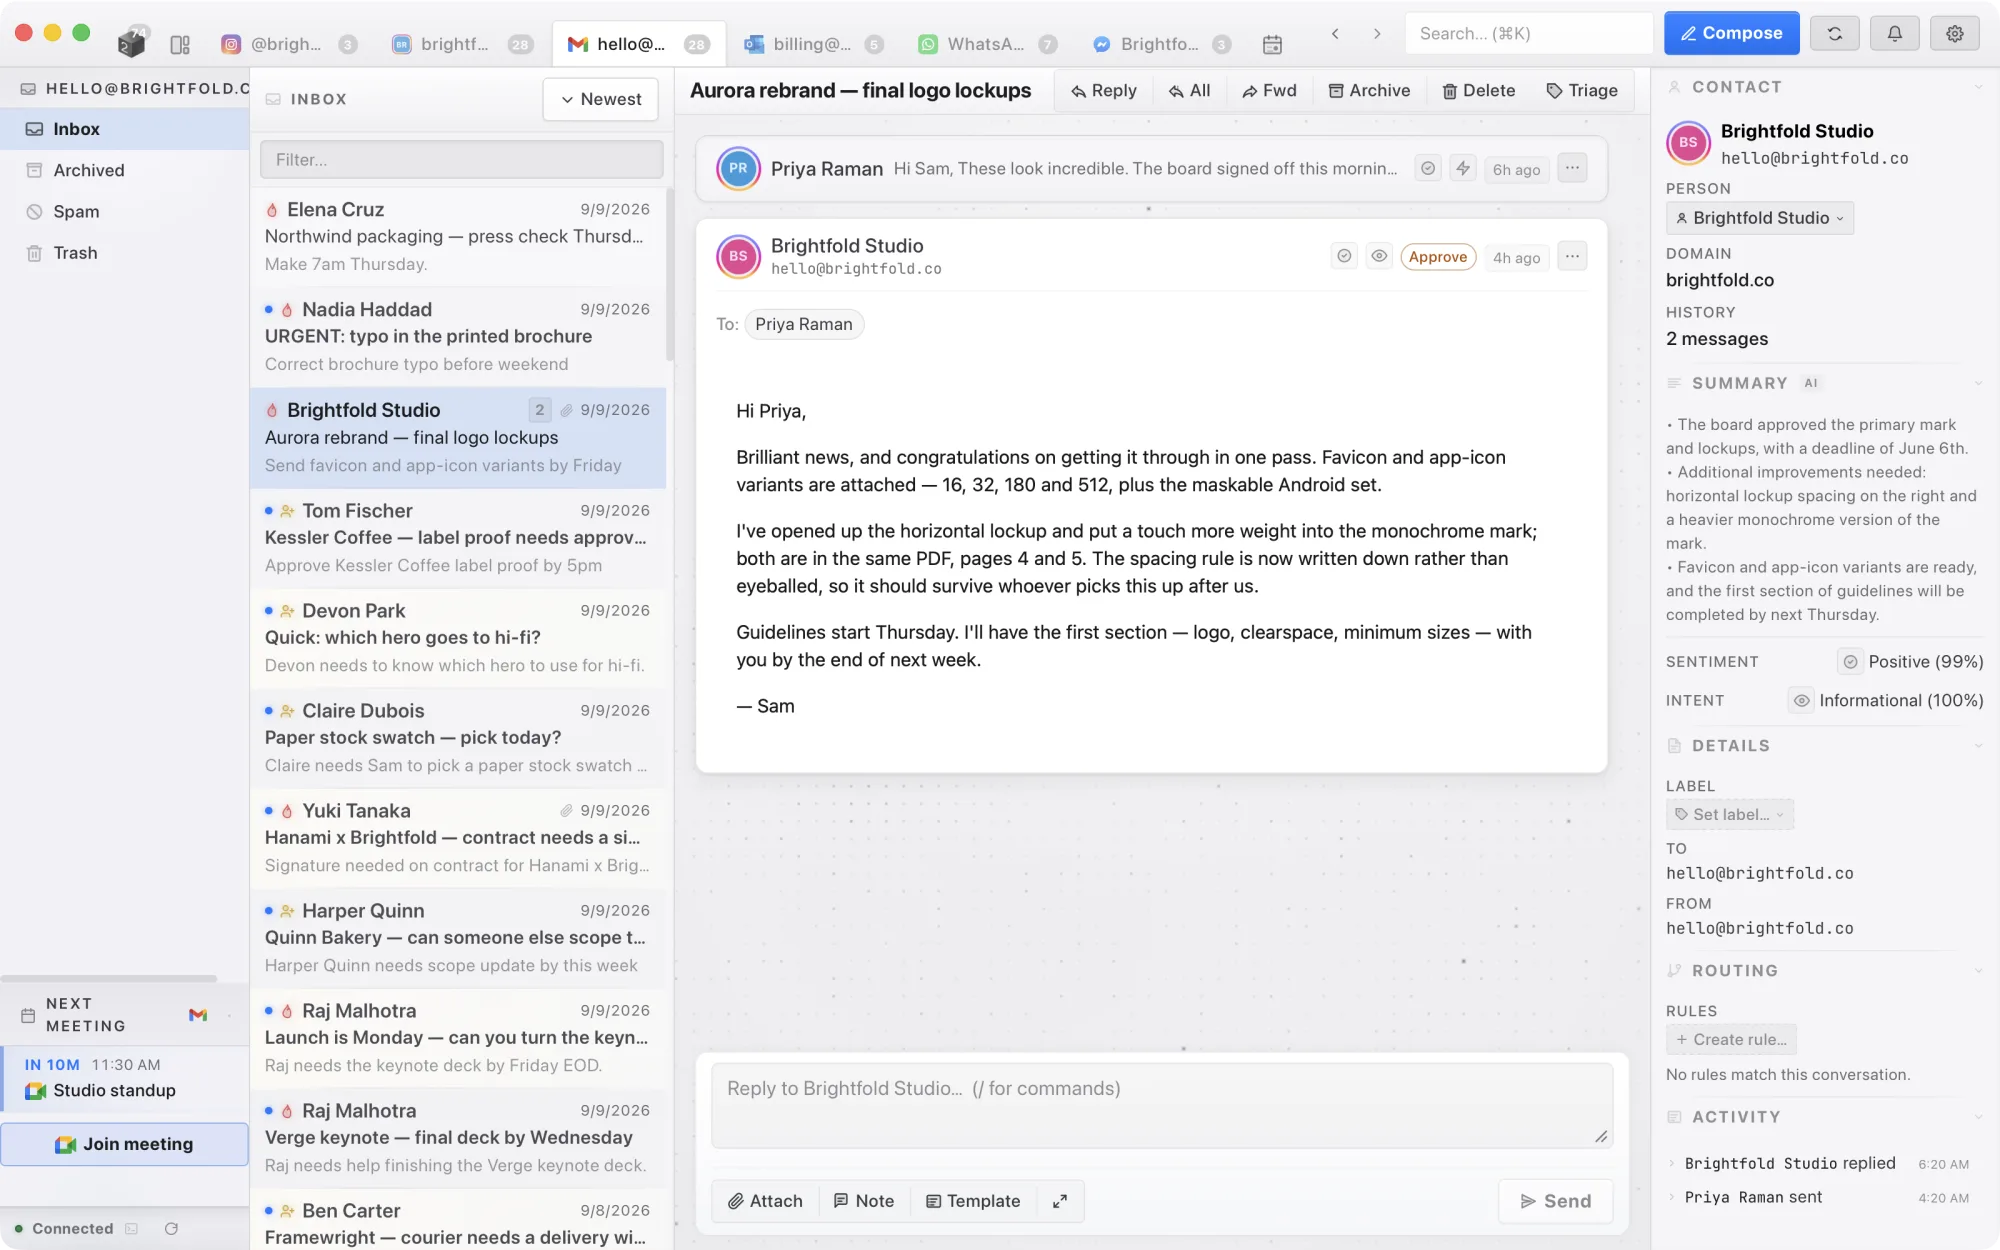 74
@brigh... 3
BR brightf... 28
hello@... 28
billing@... 5
WhatsA... 7
Brightfo... 3
Search... (⌘K)
Compose
HELLO@BRIGHTFOLD.C
Inbox
Archived
Spam
Trash
NEXT
MEETING
IN 10M 11:30 AM
Studio standup
Join meeting
Connected
INBOX
Newest
Filter...
Elena Cruz 9/9/2026
Northwind packaging — press check Thursd...
Make 7am Thursday.
Nadia Haddad 9/9/2026
URGENT: typo in the printed brochure
Correct brochure typo before weekend
Brightfold Studio 2 9/9/2026
Aurora rebrand — final logo lockups
Send favicon and app-icon variants by Friday
Tom Fischer 9/9/2026
Kessler Coffee — label proof needs approv...
Approve Kessler Coffee label proof by 5pm
Devon Park 9/9/2026
Quick: which hero goes to hi-fi?
Devon needs to know which hero to use for hi-fi.
Claire Dubois 9/9/2026
Paper stock swatch — pick today?
Claire needs Sam to pick a paper stock swatch ...
Yuki Tanaka 9/9/2026
Hanami x Brightfold — contract needs a si...
Signature needed on contract for Hanami x Brig...
Harper Quinn 9/9/2026
Quinn Bakery — can someone else scope t...
Harper Quinn needs scope update by this week
Raj Malhotra 9/9/2026
Launch is Monday — can you turn the keyn...
Raj needs the keynote deck by Friday EOD.
Raj Malhotra 9/9/2026
Verge keynote — final deck by Wednesday
Raj needs help finishing the Verge keynote deck.
Ben Carter 9/8/2026
Framewright — courier needs a delivery wi...
Aurora rebrand — final logo lockups
Reply All Fwd Archive Delete Triage
PR Priya Raman Hi Sam, These look incredible. The board signed off this mornin... 6h ago
BS Brightfold Studio
hello@brightfold.co
Approve 4h ago
To: Priya Raman
Hi Priya,
Brilliant news, and congratulations on getting it through in one pass. Favicon and app-icon
variants are attached — 16, 32, 180 and 512, plus the maskable Android set.
I've opened up the horizontal lockup and put a touch more weight into the monochrome mark;
both are in the same PDF, pages 4 and 5. The spacing rule is now written down rather than
eyeballed, so it should survive whoever picks this up after us.
Guidelines start Thursday. I'll have the first section — logo, clearspace, minimum sizes — with
you by the end of next week.
— Sam
Reply to Brightfold Studio... (/ for commands)
Attach Note Template
Send
CONTACT
BS Brightfold Studio
hello@brightfold.co
PERSON
Brightfold Studio
DOMAIN
brightfold.co
HISTORY
2 messages
SUMMARY AI
• The board approved the primary mark
and lockups, with a deadline of June 6th.
• Additional improvements needed:
horizontal lockup spacing on the right and
a heavier monochrome version of the
mark.
• Favicon and app-icon variants are ready,
and the first section of guidelines will be
completed by next Thursday.
SENTIMENT Positive (99%)
INTENT Informational (100%)
DETAILS
LABEL
Set label...
TO
hello@brightfold.co
FROM
hello@brightfold.co
ROUTING
RULES
+ Create rule...
No rules match this conversation.
ACTIVITY
Brightfold Studio replied 6:20 AM
Priya Raman sent 4:20 AM